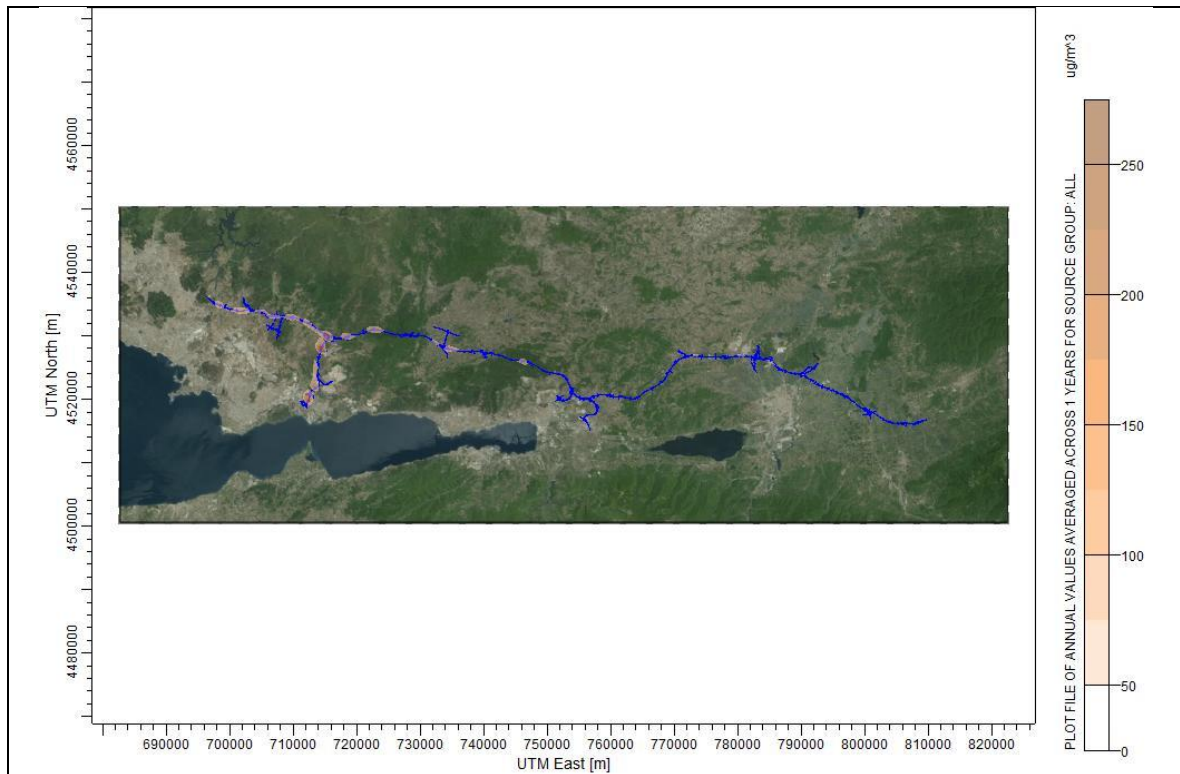 UTM North [m]
4560000
4540000
4520000
4500000
4480000
690000 700000 710000 720000 730000 740000 750000 760000 770000 780000 790000 800000 810000 820000
UTM East [m]
PLOT FILE OF ANNUAL VALUES AVERAGED ACROSS 1 YEARS FOR SOURCE GROUP: ALL
ug/m^3
250
200
150
100
50
0